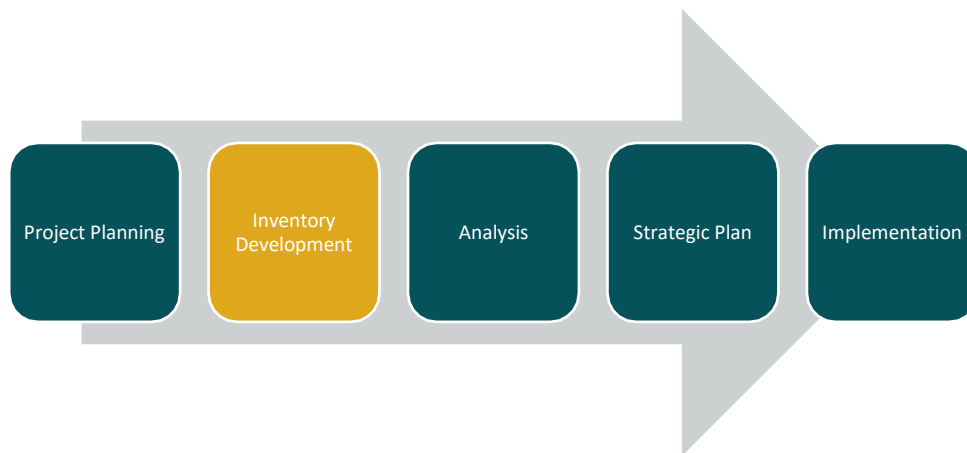 Project Planning
Inventory
Development
Analysis
Strategic Plan
Implementation